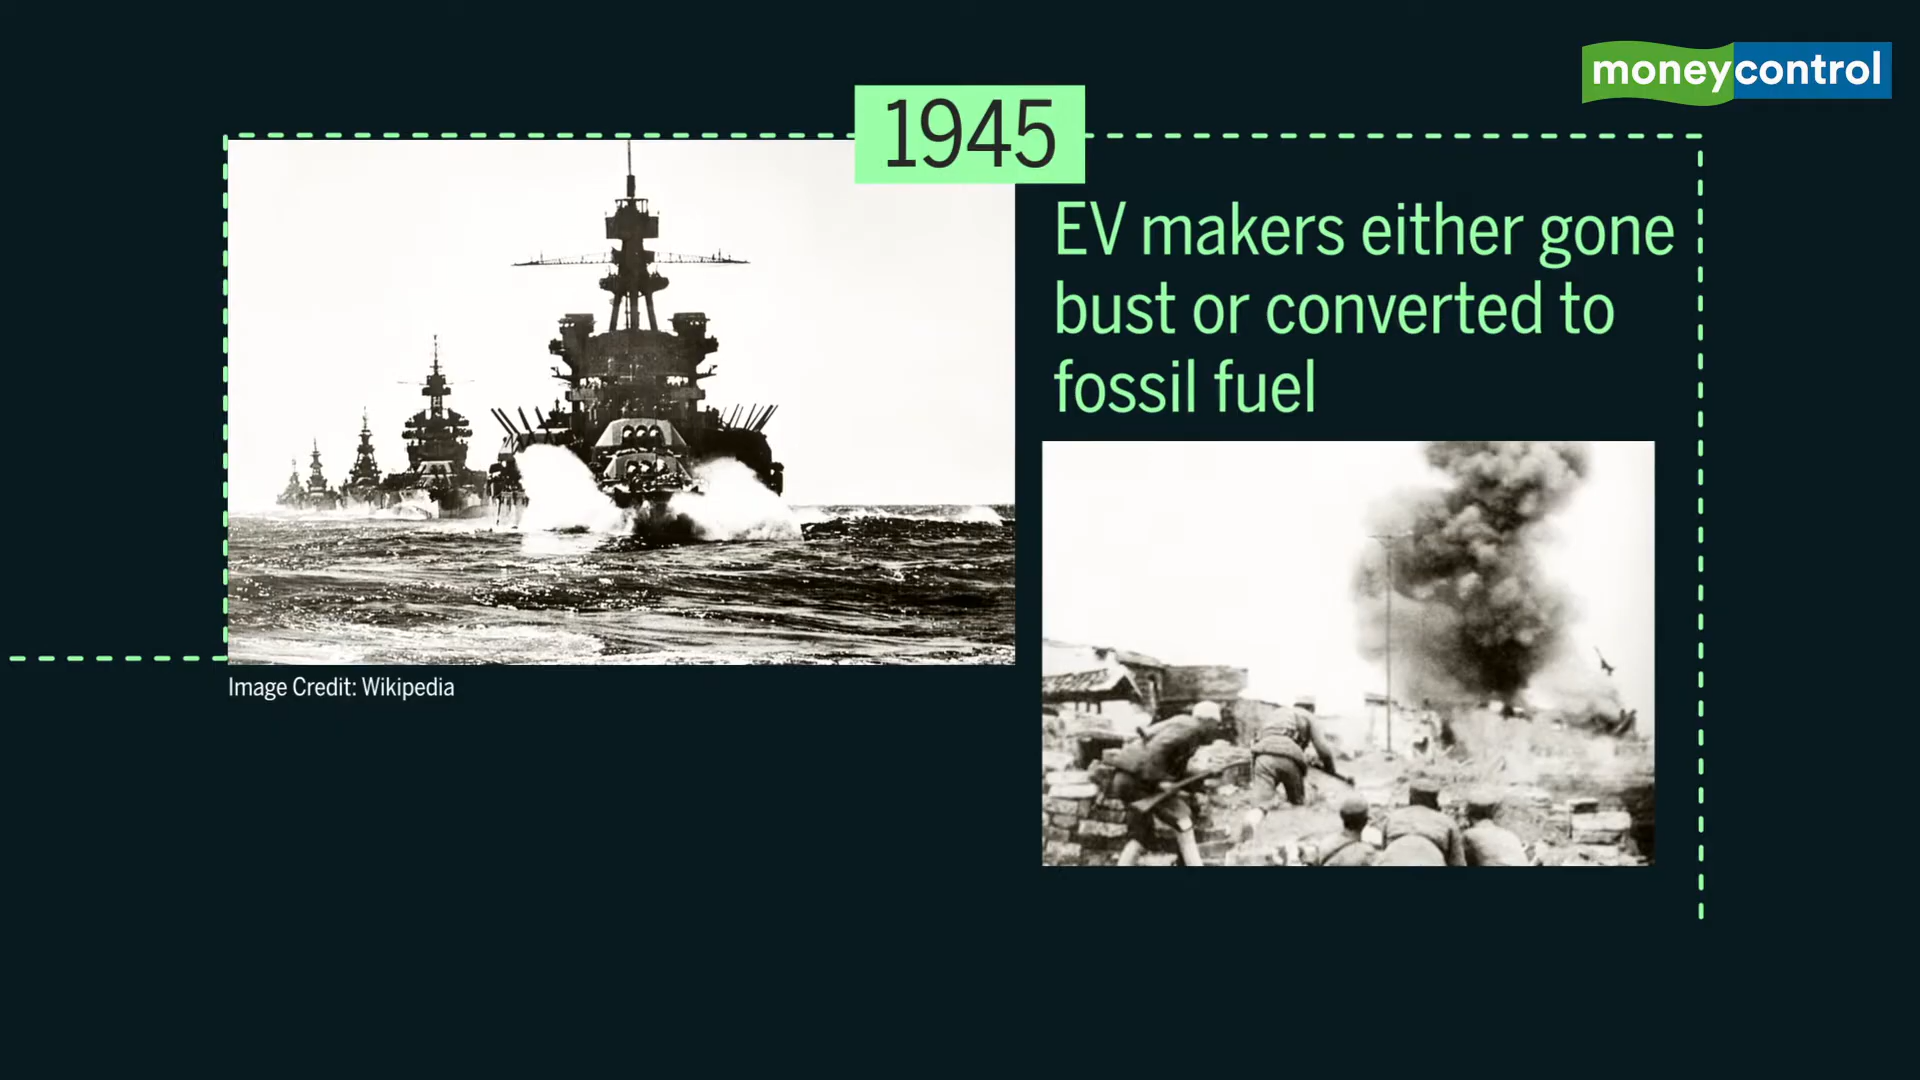 moneycontrol
1945
EV makers either gone
bust or converted to
fossil fuel
Image Credit: Wikipedia